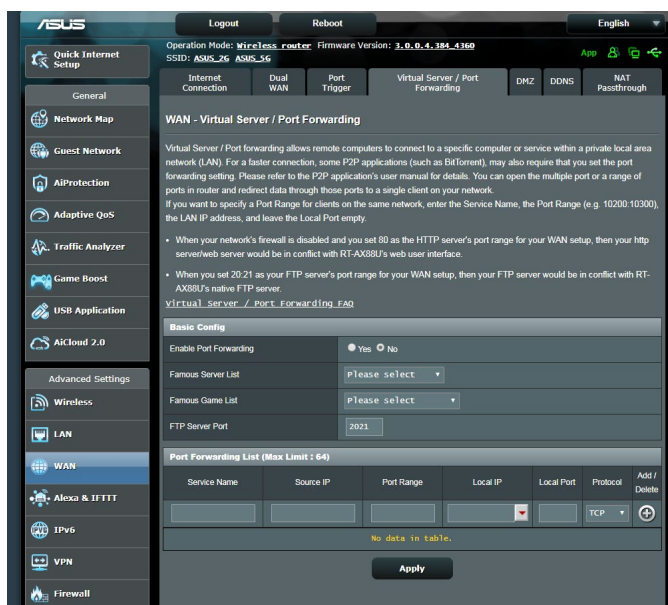 ASUS
Logout
Reboot
English
Operation Mode: Wireless router Firmware Version: 3.0.0.4.384_4360
SSID: ASUS_2G ASUS_5G
App
Quick Internet
Setup
General
Network Map
Guest Network
AiProtection
Adaptive QoS
Traffic Analyzer
Game Boost
USB Application
AiCloud 2.0
Advanced Settings
Wireless
LAN
WAN
Alexa & IFTTT
IPv6
VPN
Firewall
Internet
Connection
Dual
WAN
Port
Trigger
Virtual Server / Port
Forwarding
DMZ
DDNS
NAT
Passthrough
WAN - Virtual Server / Port Forwarding
Virtual Server / Port forwarding allows remote computers to connect to a specific computer or service within a private local area
network (LAN). For a faster connection, some P2P applications (such as BitTorrent), may also require that you set the port
forwarding setting. Please refer to the P2P application's user manual for details. You can open the multiple port or a range of
ports in router and redirect data through those ports to a single client on your network.
If you want to specify a Port Range for clients on the same network, enter the Service Name, the Port Range (e.g. 10200:10300),
the LAN IP address, and leave the Local Port empty.
• When your network's firewall is disabled and you set 80 as the HTTP server's port range for your WAN setup, then your http
server/web server would be in conflict with RT-AX88U's web user interface.
• When you set 20:21 as your FTP server's port range for your WAN setup, then your FTP server would be in conflict with RT-
AX88U's native FTP server.
Virtual Server / Port Forwarding FAQ
Basic Config
Enable Port Forwarding
Yes No
Famous Server List
Please select
Famous Game List
Please select
FTP Server Port
2021
Port Forwarding List (Max Limit : 64)
Service Name
Source IP
Port Range
Local IP
Local Port
Protocol
Add /
Delete
TCP
No data in table.
Apply